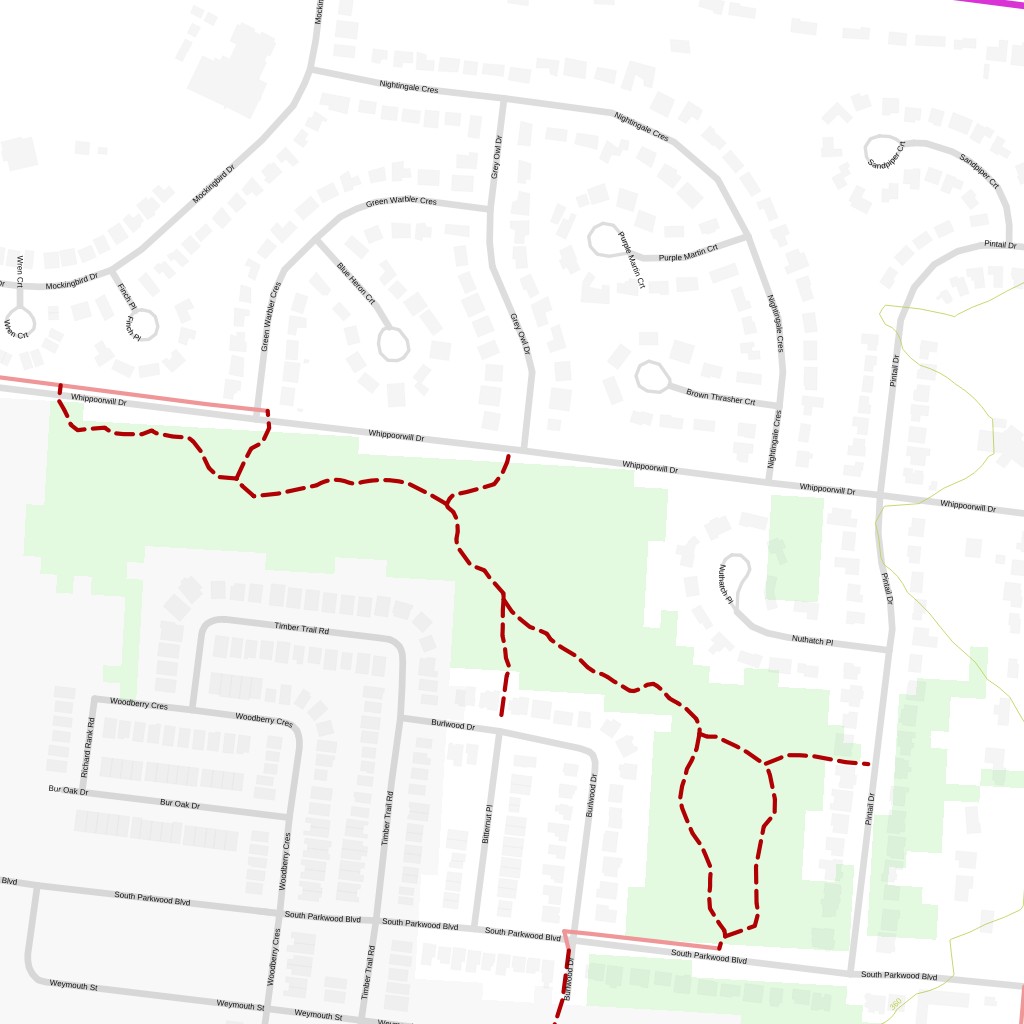 Mockin
Nightingale Cres
Nightingale Cres
Grey Owl Dr
Sandpiper Crt
Sandpiper Crt
Mockingbird Dr
Green Warbler Cres
Purple Martin Crt
Purple Martin Crt
Pintail Dr
Wren Crt
Dr
Mockingbird Dr
Finch Pl
Finch Pl
Wren Crt
Blue Heron Crt
Green Warbler Cres
Grey Owl Dr
Nightingale Cres
Pintail Dr
Brown Thrasher Crt
Whippoorwill Dr
Whippoorwill Dr
Nightingale Cres
Whippoorwill Dr
Whippoorwill Dr
Whippoorwill Dr
Nuthatch Pl
Pintail Dr
Timber Trail Rd
Nuthatch Pl
Woodberry Cres
Woodberry Cres
Burlwood Dr
Richard Rank Rd
Bur Oak Dr
Bur Oak Dr
Timber Trail Rd
Bitternut Pl
Burlwood Dr
Pintail Dr
Woodberry Cres
Blvd
South Parkwood Blvd
South Parkwood Blvd
South Parkwood Blvd
South Parkwood Blvd
South Parkwood Blvd
South Parkwood Blvd
Woodberry Cres
Timber Trail Rd
Burlwood Dr
Weymouth St
Weymouth St
Weymouth St
360